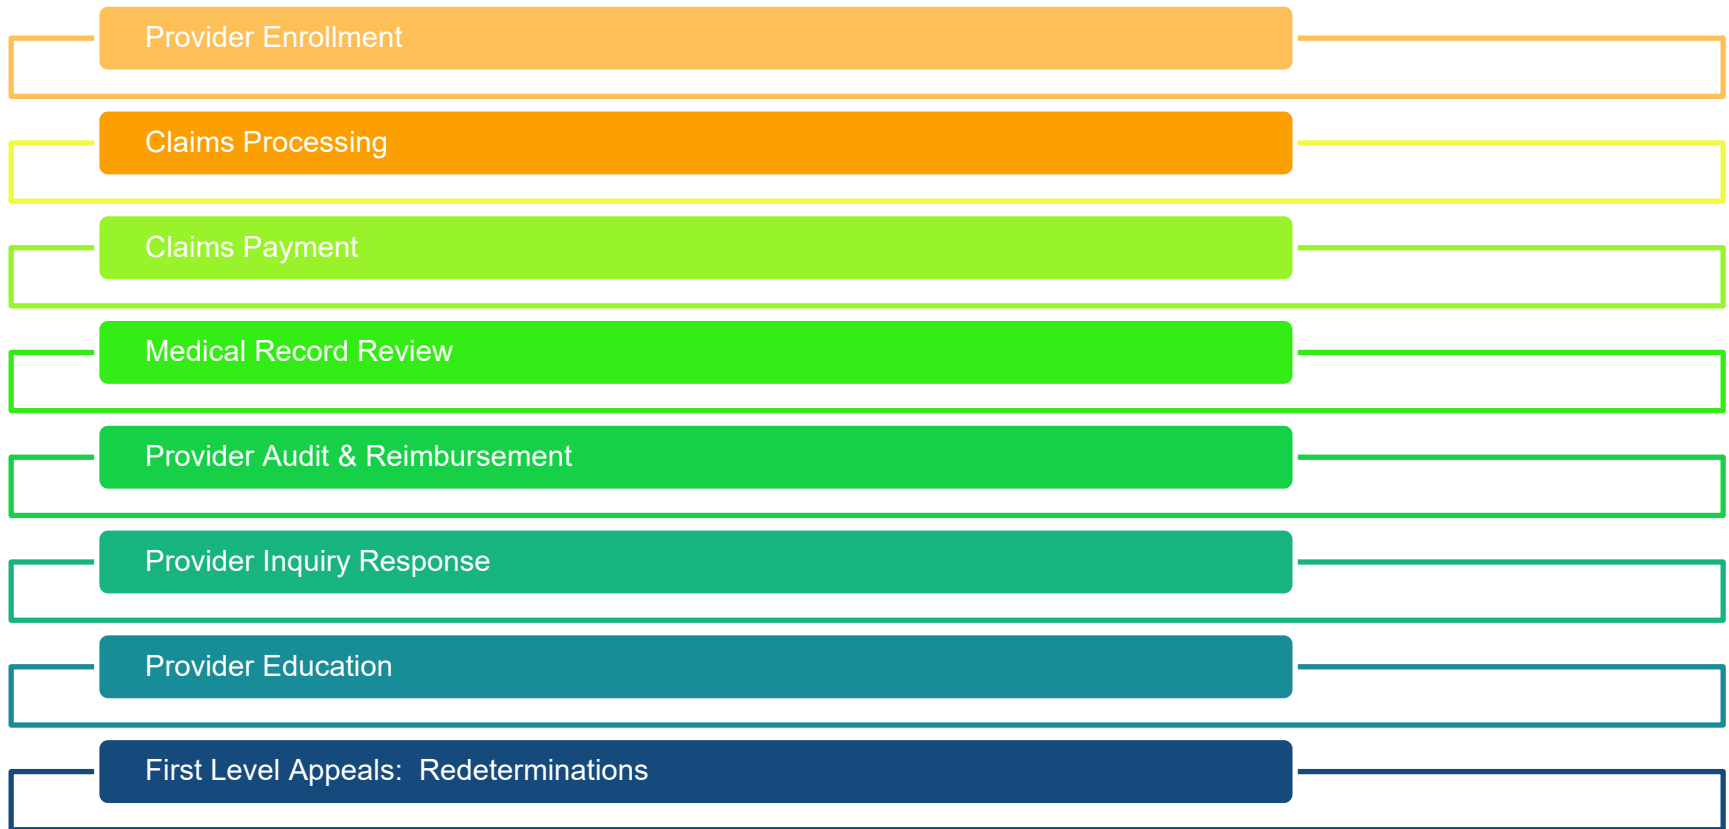 Provider Enrollment
Claims Processing
Claims Payment
Medical Record Review
Provider Audit & Reimbursement
Provider Inquiry Response
Provider Education
First Level Appeals:  Redeterminations